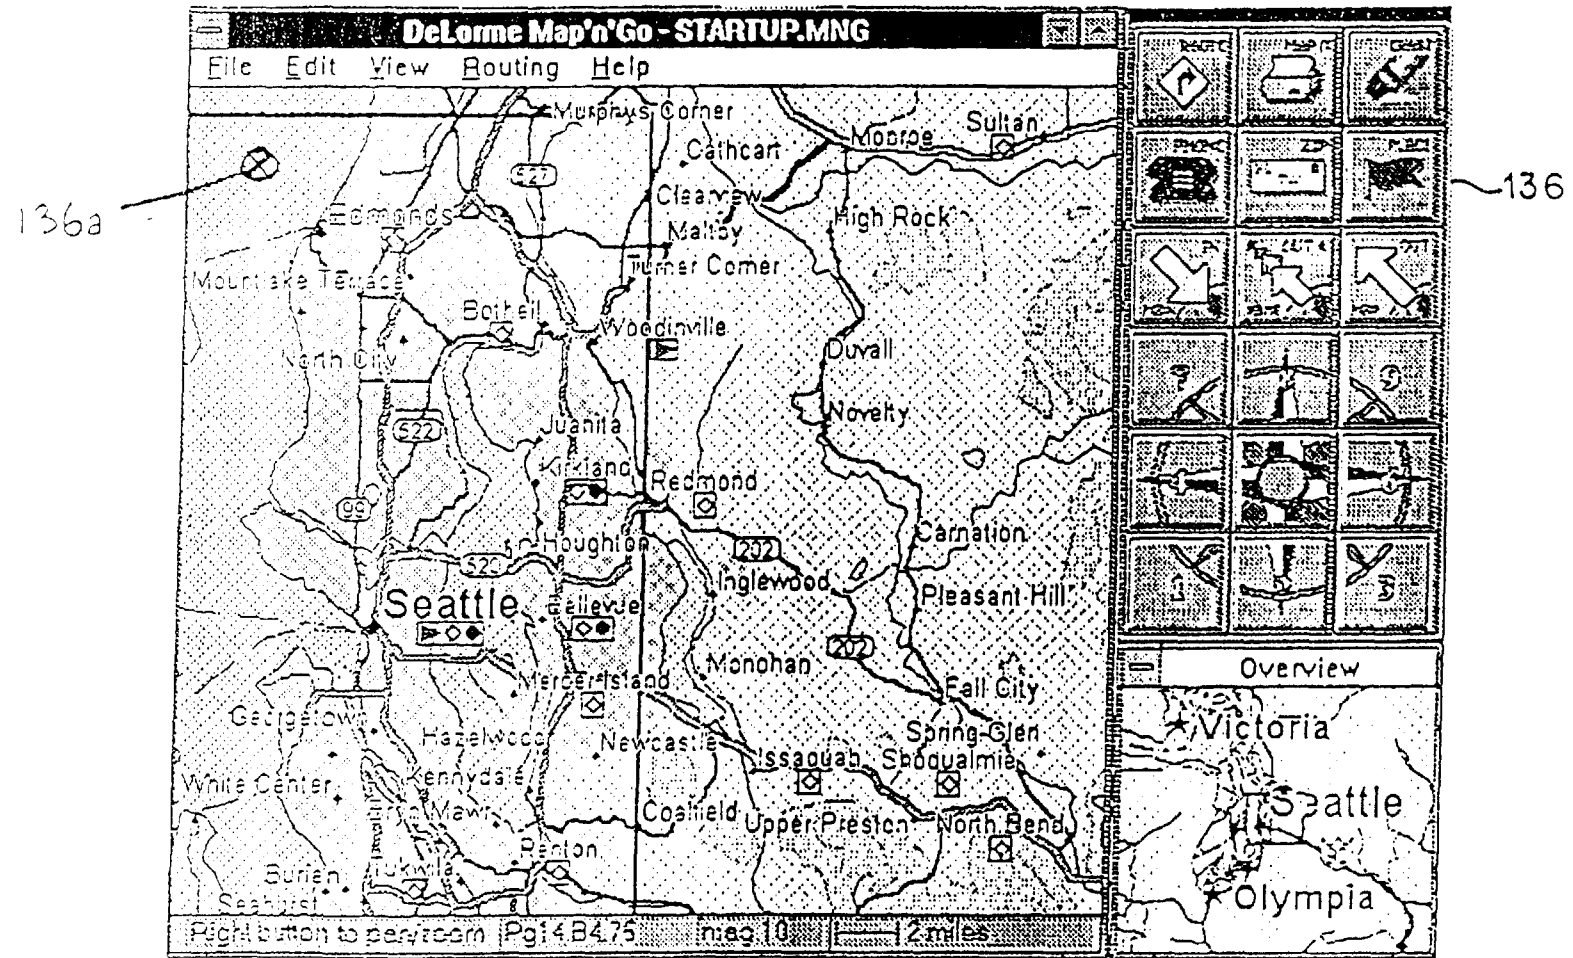 DeLorme Map'n'Go - STARTUP.MNG
File Edit View Routing Help
Murphys Corner
Monroe
Sultan
Cathcart
527
Clearview
136
136a
Edmonds
High Rock
Maltby
Turner Corner
Mountlake Terrace
Bothell
Woodinville
North City
Duvall
Novelty
522
Juanita
Kirkland
Redmond
99
Carnation
Houghton
202
520
Inglewood
Pleasant Hill
Seattle
Bellevue
202
Monohan
Mercer Island
Fall City
Georgetown
Hazelwood
Newcastle
Spring Glen
Issaquah
Snoqualmie
White Center
Kennydale
Coalfield
Upper Preston
North Bend
Renton
Burien
Tukwila
Seahurst
Right button to pan/zoom
Pg14,B4,75
mag 10
2 miles
Overview
Victoria
Seattle
Olympia